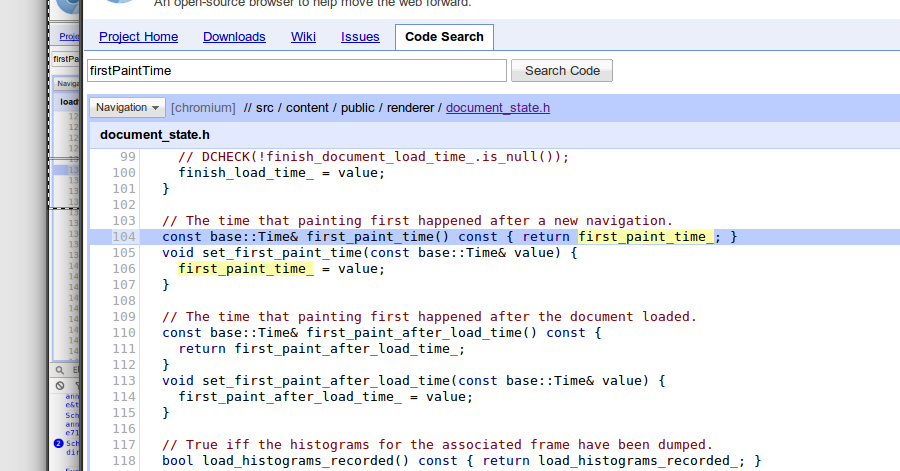 An open-source browser to help move the web forward.
Project Home Downloads Wiki Issues Code Search
firstPaintTime Search Code
Navigation [chromium] // src / content / public / renderer / document_state.h
document_state.h
99 // DCHECK(!finish_document_load_time_.is_null());
100 finish_load_time_ = value;
101 }
102
103 // The time that painting first happened after a new navigation.
104 const base::Time& first_paint_time() const { return first_paint_time_; }
105 void set_first_paint_time(const base::Time& value) {
106 first_paint_time_ = value;
107 }
108
109 // The time that painting first happened after the document loaded.
110 const base::Time& first_paint_after_load_time() const {
111 return first_paint_after_load_time_;
112 }
113 void set_first_paint_after_load_time(const base::Time& value) {
114 first_paint_after_load_time_ = value;
115 }
116
117 // True iff the histograms for the associated frame have been dumped.
118 bool load_histograms_recorded() const { return load_histograms_recorded_; }
Proje
firstPa
Naviga
load